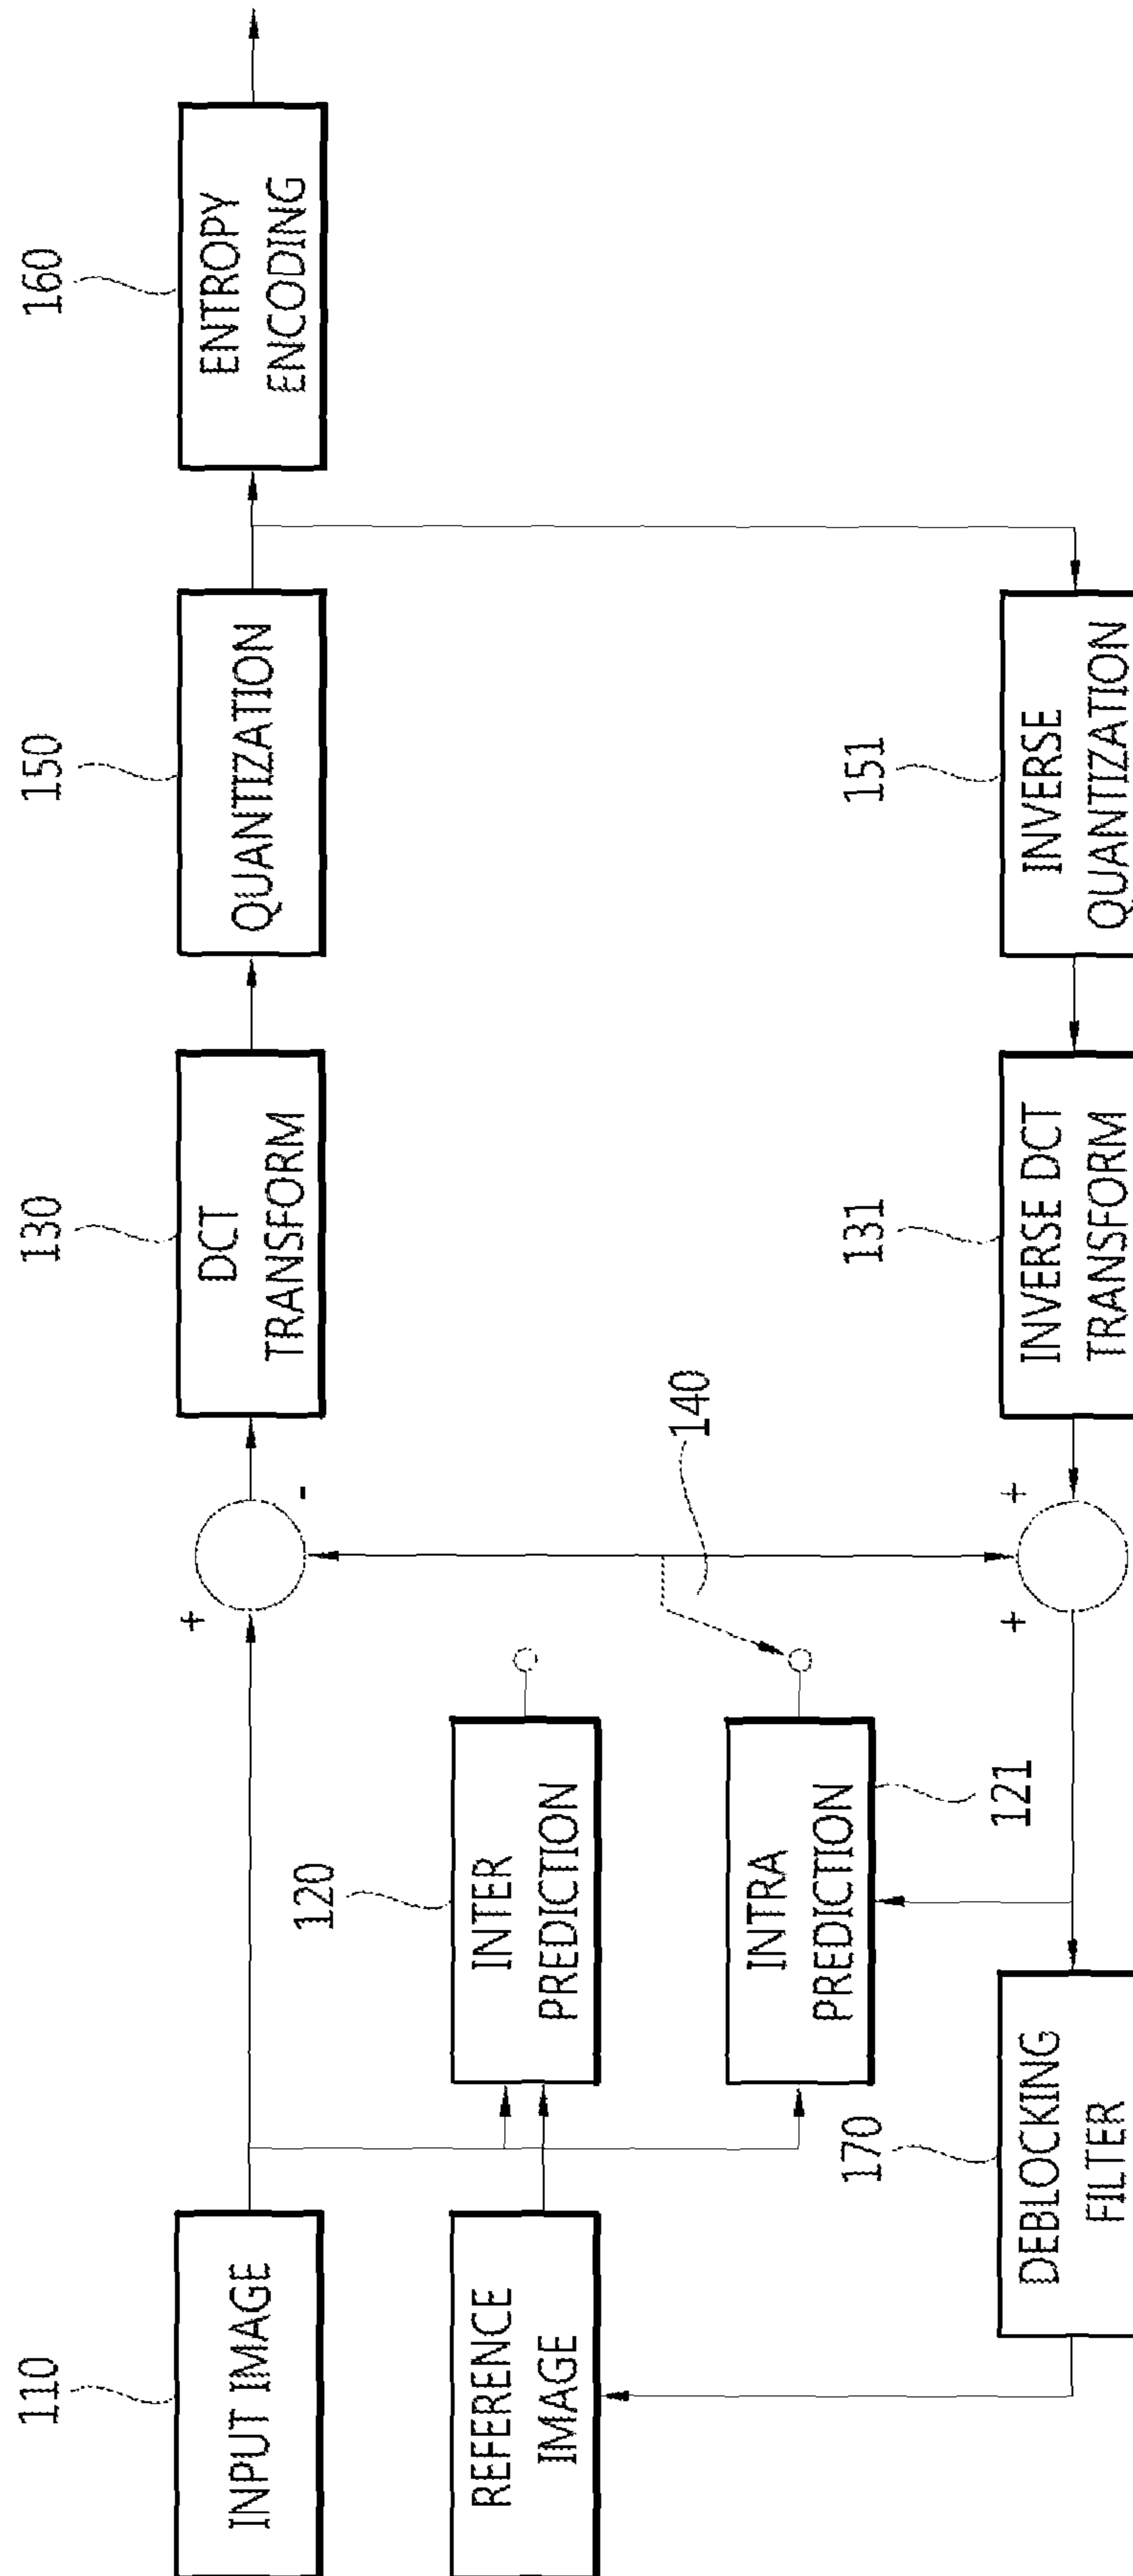 110
INPUT IMAGE
+
-
130
DCT
TRANSFORM
150
QUANTIZATION
160
ENTROPY
ENCODING
REFERENCE
IMAGE
120
INTER
PREDICTION
INTRA
PREDICTION
121
140
170
DEBLOCKING
FILTER
+
+
131
INVERSE DCT
TRANSFORM
151
INVERSE
QUANTIZATION